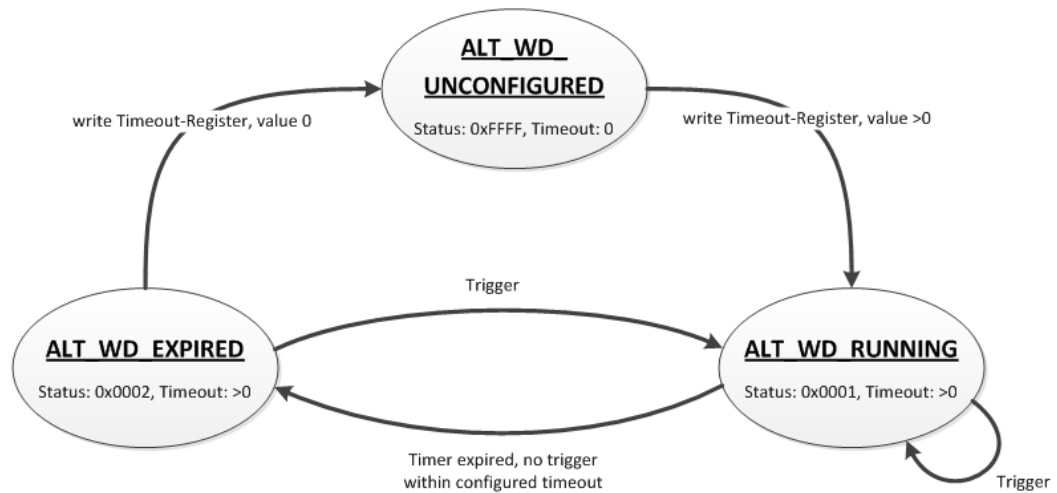 ALT_WD_
UNCONFIGURED
Status: 0xFFFF, Timeout: 0
write Timeout-Register, value 0
write Timeout-Register, value >0
Trigger
ALT_WD_EXPIRED
Status: 0x0002, Timeout: >0
ALT_WD_RUNNING
Status: 0x0001, Timeout: >0
Timer expired, no trigger
within configured timeout
Trigger